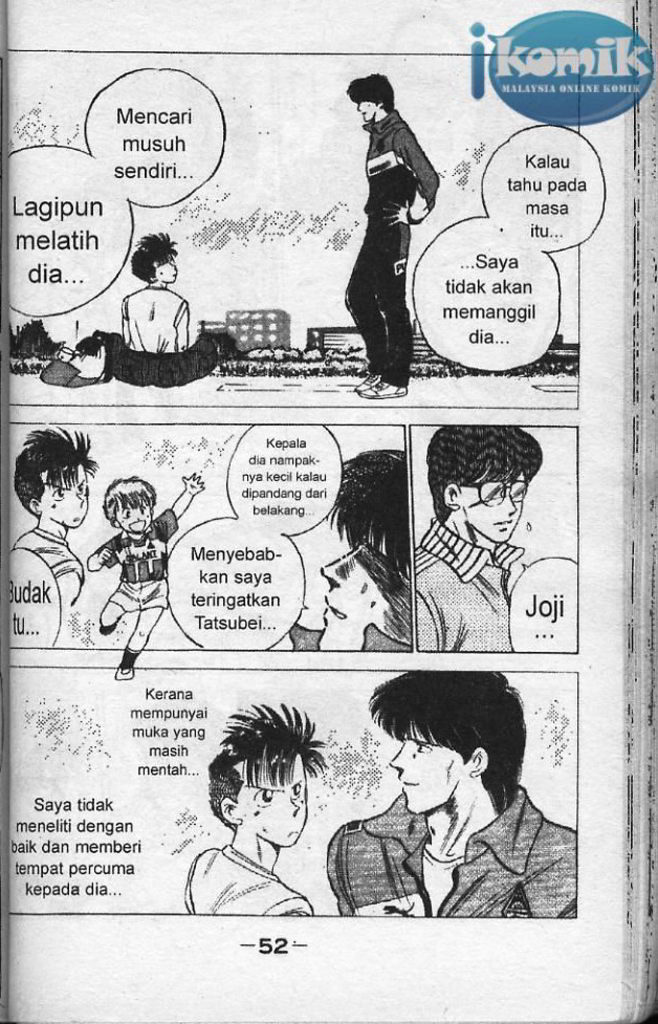 ikomik
MALAYSIA ONLINE KOMIK
Kalau
tahu pada
masa
itu...
...Saya
tidak akan
memanggil
dia...
Mencari
musuh
sendiri...
Lagipun
melatih
dia...
Joji
...
Kepala
dia nampak-
nya kecil kalau
dipandang dari
belakang...
Menyebab-
kan saya
teringatkan
Tatsubei...
Budak
tu...
Kerana
mempunyai
muka yang
masih
mentah...
Saya tidak
meneliti dengan
baik dan memberi
tempat percuma
kepada dia...
-52-